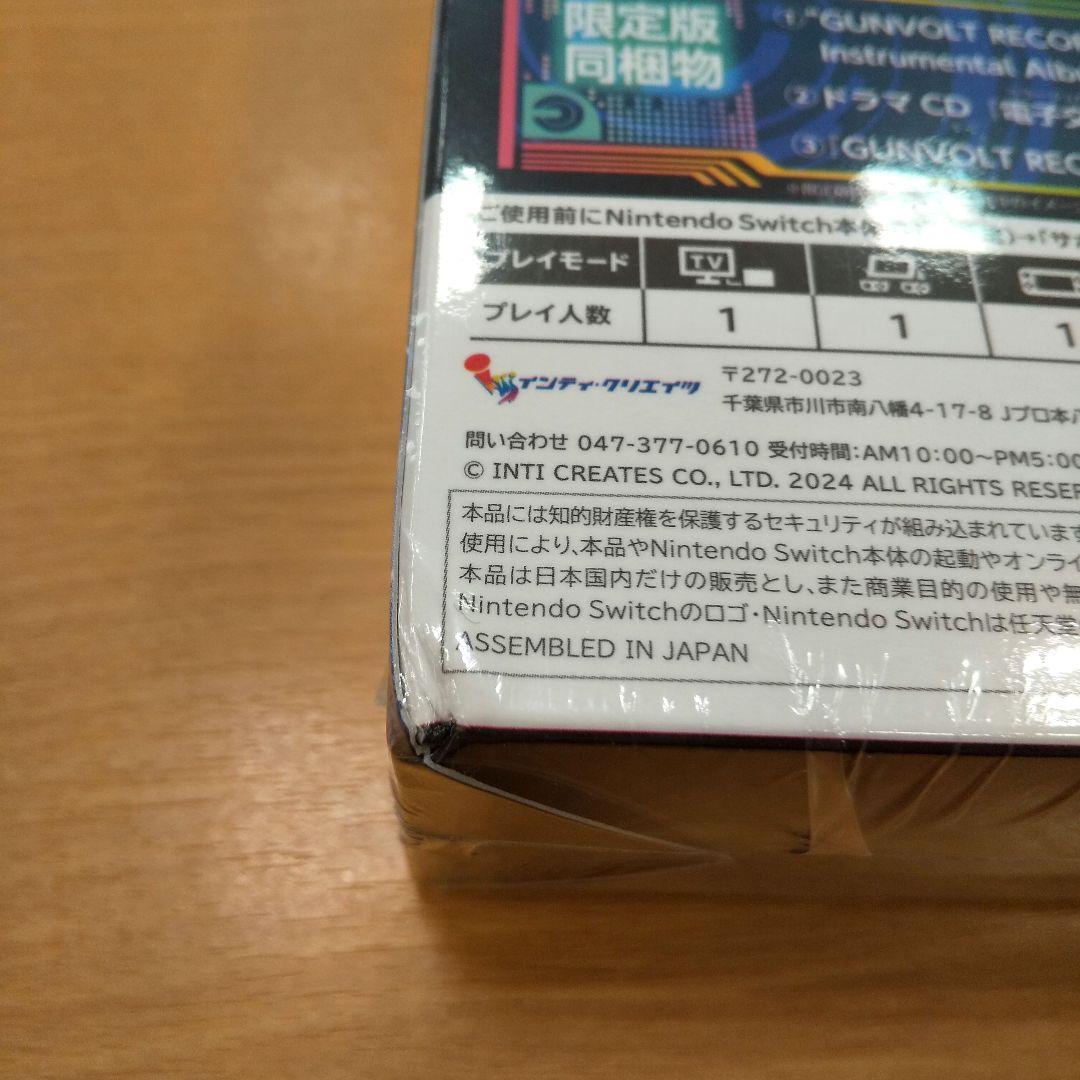 限定版
同梱物
①"GUNVOLT RECOR
Instrumental Albu
②ドラマ CD 「電子
③『GUNVOLT REC
ご使用前にNintendo Switch本体
プレイモード TV
プレイ人数 1 1 1
インティ・クリエイツ
〒272-0023
千葉県市川市南八幡4-17-8 Jプロ本八
問い合わせ 047-377-0610 受付時間：AM10：00〜PM5：00
© INTI CREATES CO., LTD. 2024 ALL RIGHTS RESER
本品には知的財産権を保護するセキュリティが組み込まれています
使用により、本品やNintendo Switch本体の起動やオンライ
本品は日本国内だけの販売とし、また商業目的の使用や無
Nintendo Switchのロゴ・Nintendo Switchは任天堂
ASSEMBLED IN JAPAN